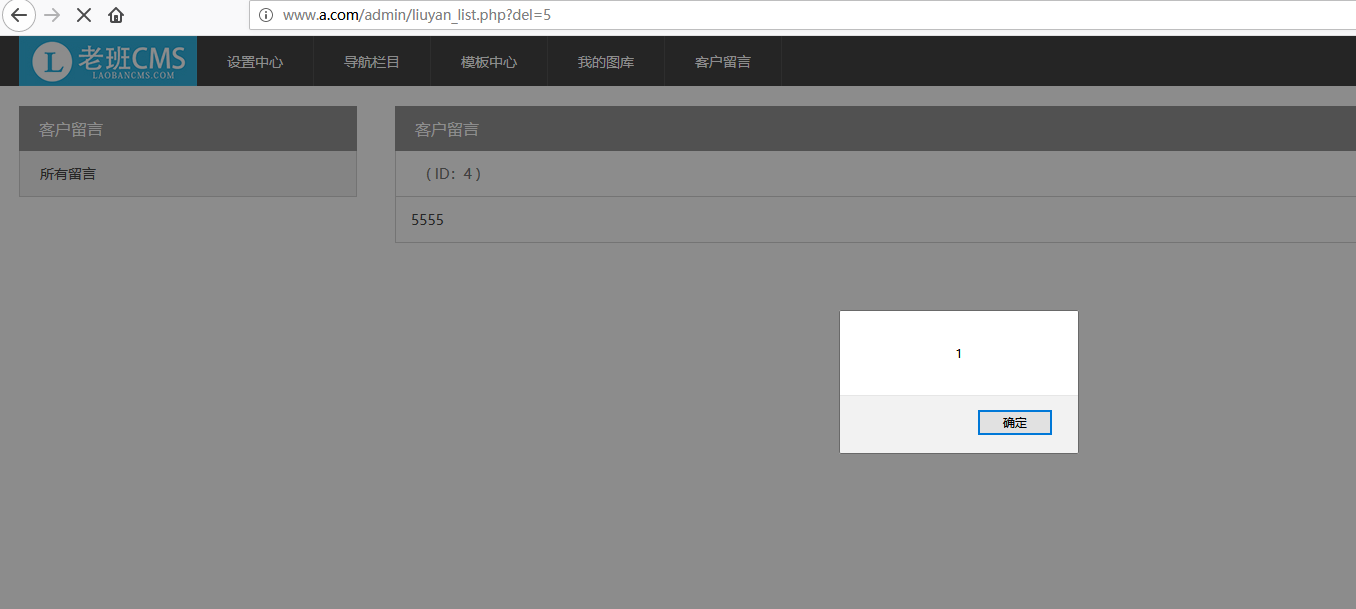 www.a.com/admin/liuyan_list.php?del=5
L 老班CMS
LAOBANCMS.COM
设置中心 导航栏目 模板中心 我的图库 客户留言
客户留言
所有留言
客户留言
( ID：4 )
5555
1
确定